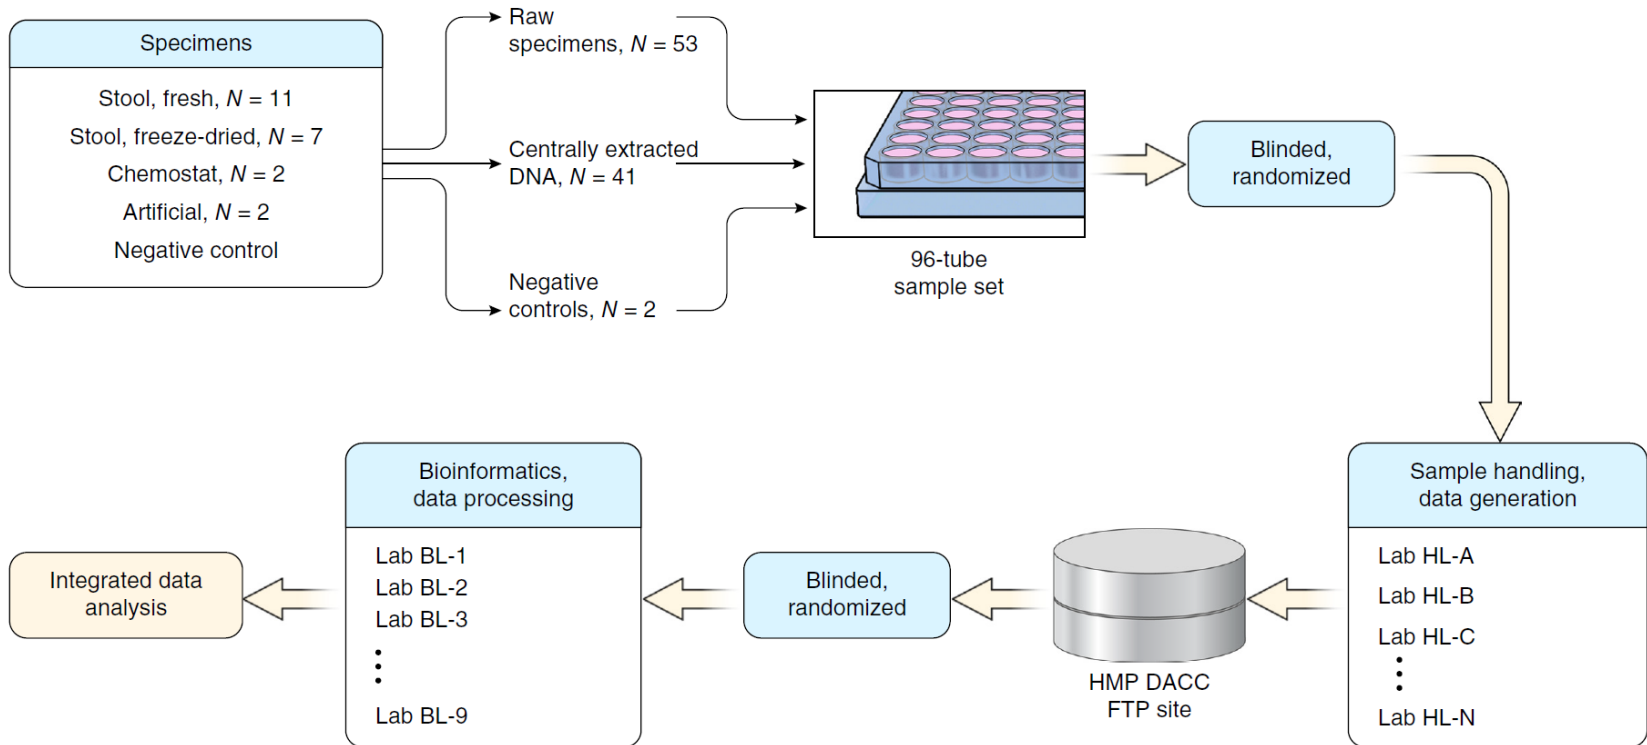 Specimens
Stool, fresh, N = 11
Stool, freeze-dried, N = 7
Chemostat, N = 2
Artificial, N = 2
Negative control
Raw
specimens, N = 53
Centrally extracted
DNA, N = 41
Negative
controls, N = 2
96-tube
sample set
Blinded,
randomized
Sample handling,
data generation
Lab HL-A
Lab HL-B
Lab HL-C
Lab HL-N
HMP DACC
FTP site
Blinded,
randomized
Bioinformatics,
data processing
Lab BL-1
Lab BL-2
Lab BL-3
Lab BL-9
Integrated data
analysis